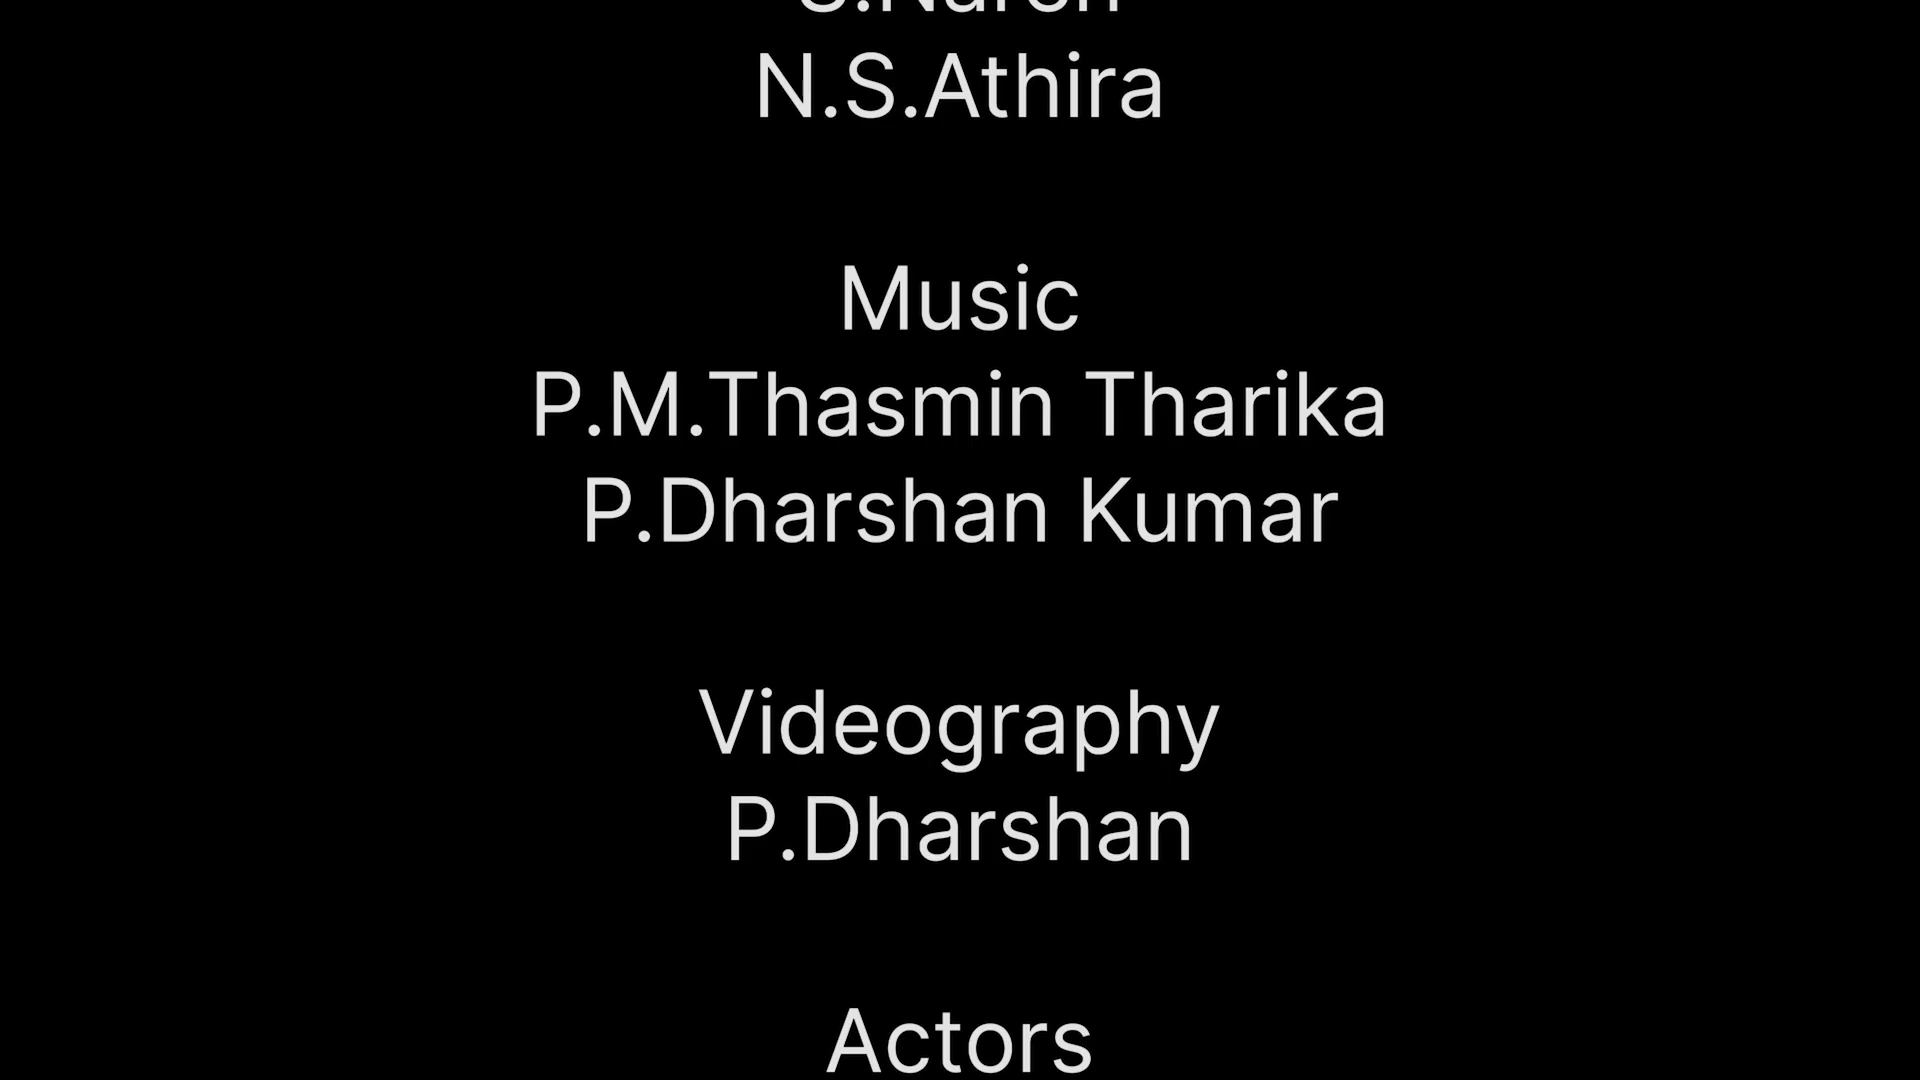 N.S.Athira
Music
P.M.Thasmin Tharika
P.Dharshan Kumar
Videography
P.Dharshan
Actors